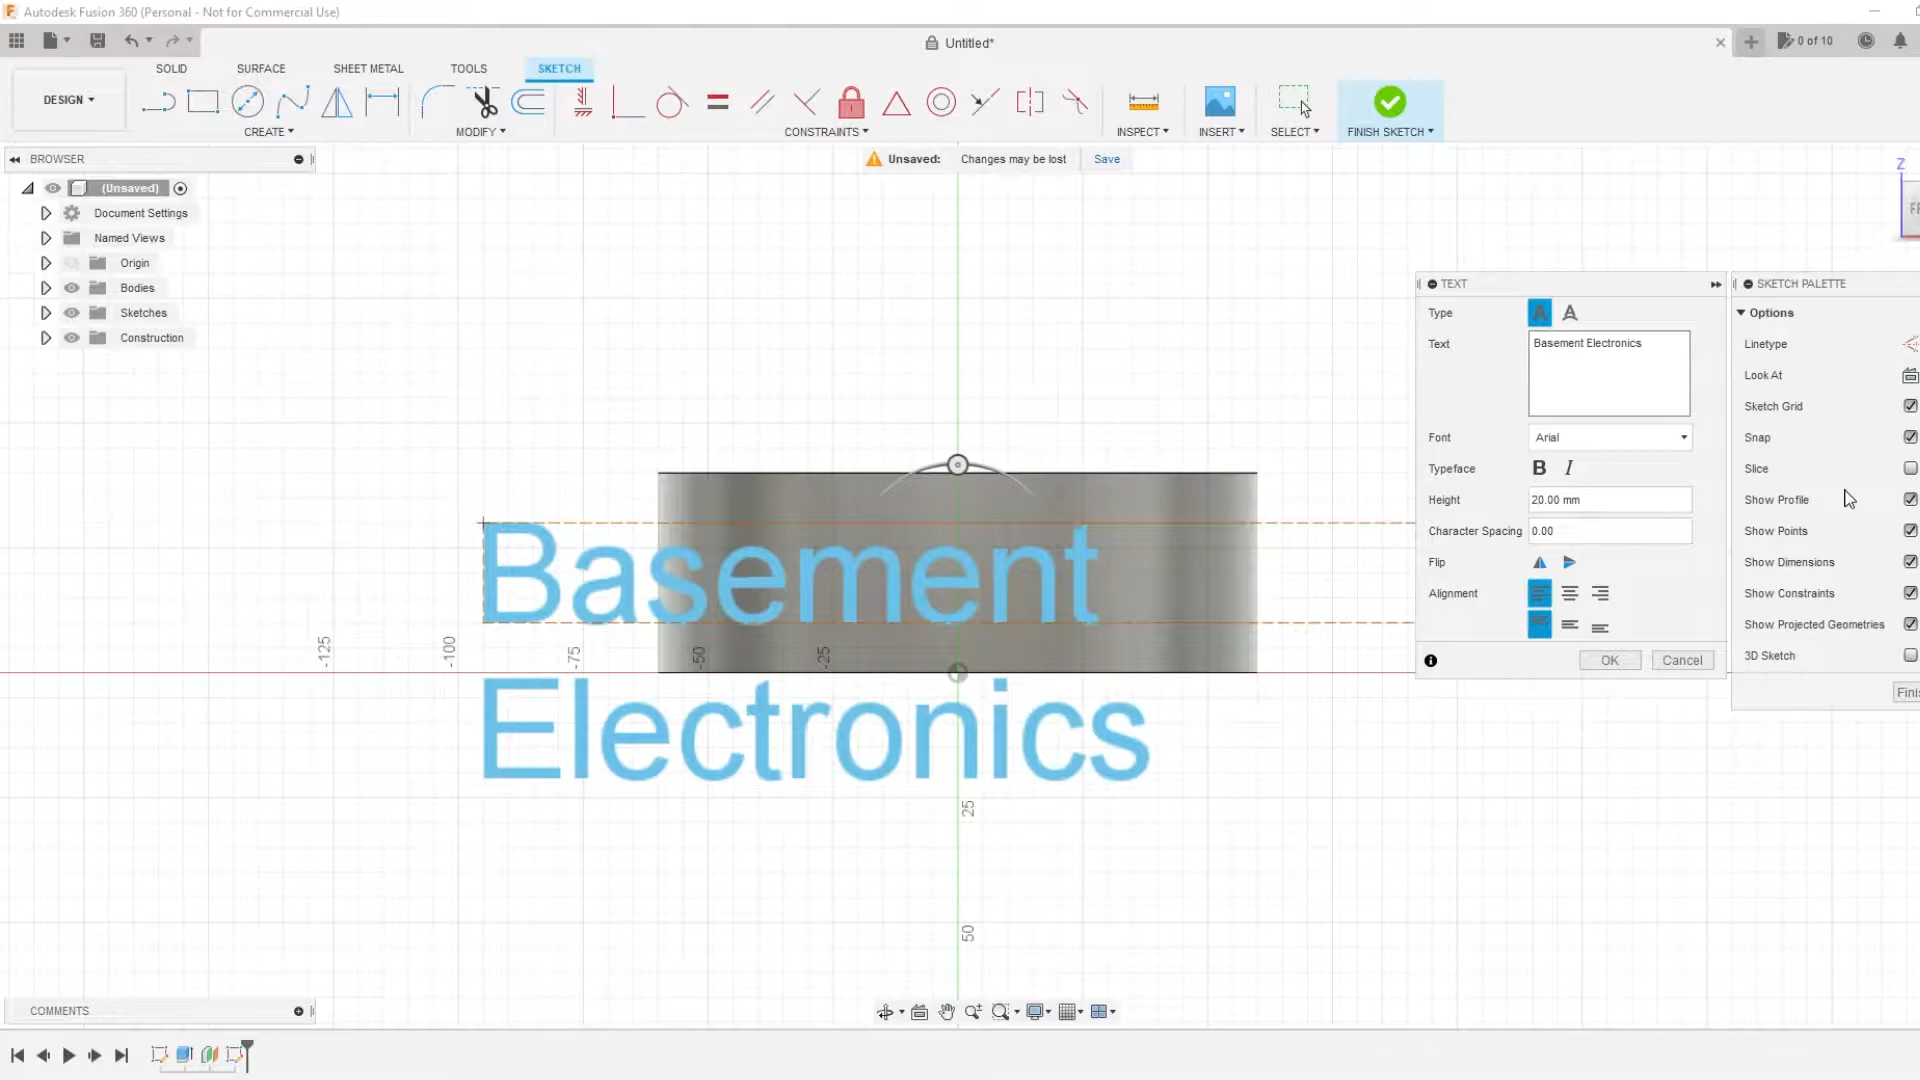 Autodesk Fusion 360 (Personal - Not for Commercial Use)
Untitled*
0 of 10
SOLID
SURFACE
SHEET METAL
TOOLS
SKETCH
DESIGN
CREATE
MODIFY
CONSTRAINTS
INSPECT
INSERT
SELECT
FINISH SKETCH
BROWSER
Unsaved:
Changes may be lost
Save
(Unsaved)
Document Settings
Named Views
Origin
Bodies
Sketches
Construction
Z
TEXT
Type
Text
Basement Electronics
Font
Arial
Typeface
B I
Height
20.00 mm
Character Spacing
0.00
Flip
Alignment
OK
Cancel
SKETCH PALETTE
Options
Linetype
Look At
Sketch Grid
Snap
Slice
Show Profile
Show Points
Show Dimensions
Show Constraints
Show Projected Geometries
3D Sketch
Basement
Electronics
-125
-100
-75
-50
-25
25
50
COMMENTS